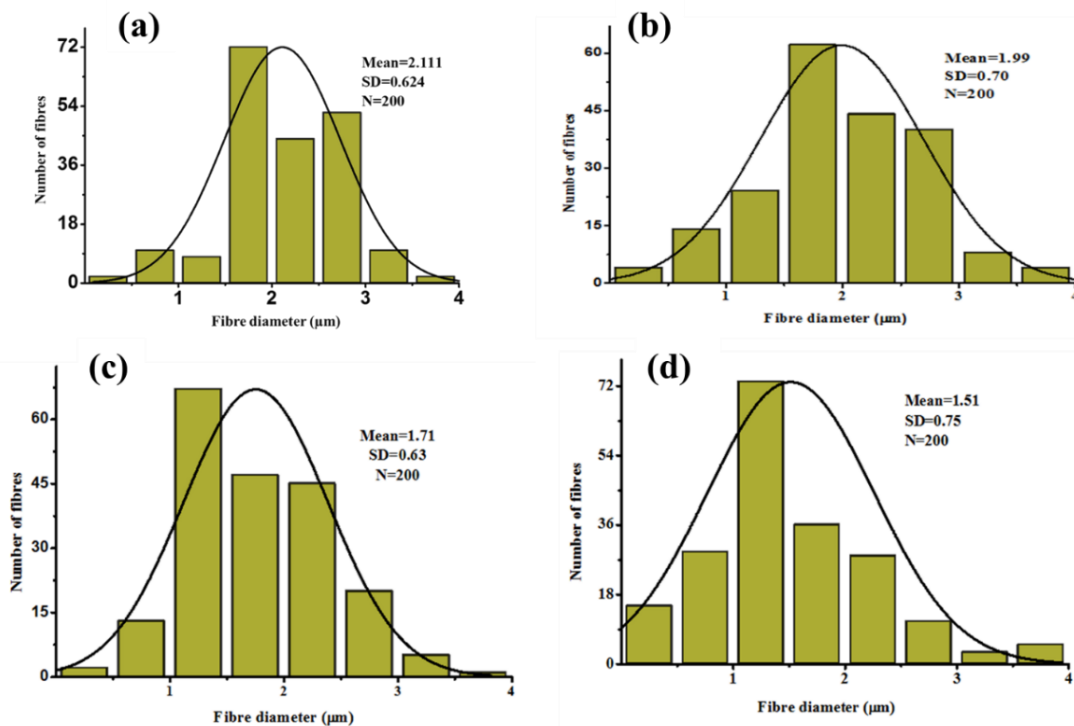 (a)
72
54
36
18
0
Number of fibres
Mean=2.111
SD=0.624
N=200
1 2 3 4
Fibre diameter (µm)
(b)
60
45
30
15
0
Number of fibres
Mean=1.99
SD=0.70
N=200
1 2 3 4
Fibre diameter (µm)
(c)
60
45
30
15
0
Number of fibres
Mean=1.71
SD=0.63
N=200
1 2 3 4
Fibre diameter (µm)
(d)
72
54
36
18
0
Number of fibres
Mean=1.51
SD=0.75
N=200
1 2 3 4
Fibre diameter (µm)